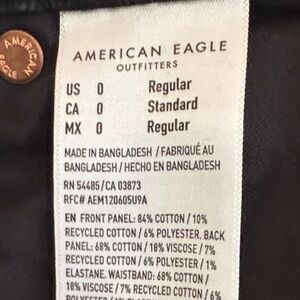 AMERICAN
EAGLE
AMERICAN EAGLE
OUTFITTERS
US 0 Regular
CA 0 Standard
MX 0 Regular
MADE IN BANGLADESH / FABRIQUÉ AU
BANGLADESH / HECHO EN BANGLADESH
RN 54485/CA 03873
RFC# AEM120605U9A
EN FRONT PANEL: 84% COTTON / 10%
RECYCLED COTTON / 6% POLYESTER. BACK
PANEL: 68% COTTON / 18% VISCOSE / 7%
RECYCLED COTTON / 6% POLYESTER / 1%
ELASTANE. WAISTBAND: 68% COTTON /
18% VISCOSE / 7% RECYCLED COTTON / 6%